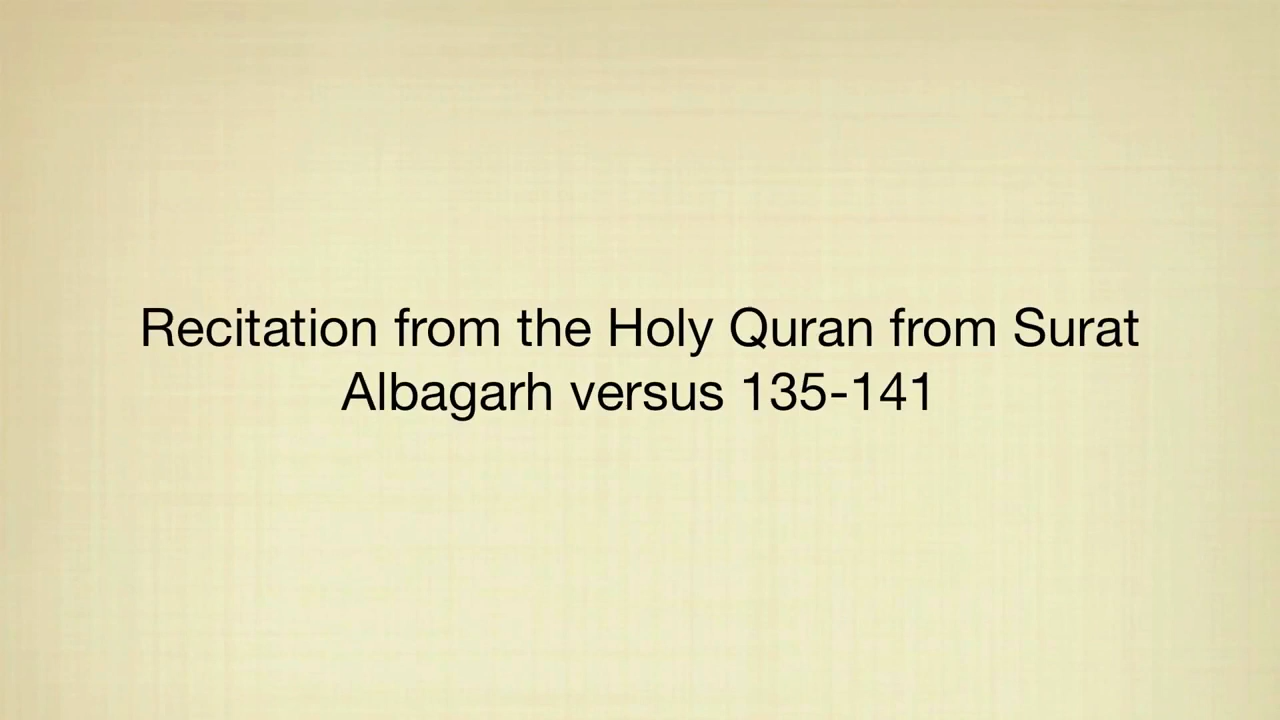 Recitation from the Holy Quran from Surat
Albagarh versus 135-141